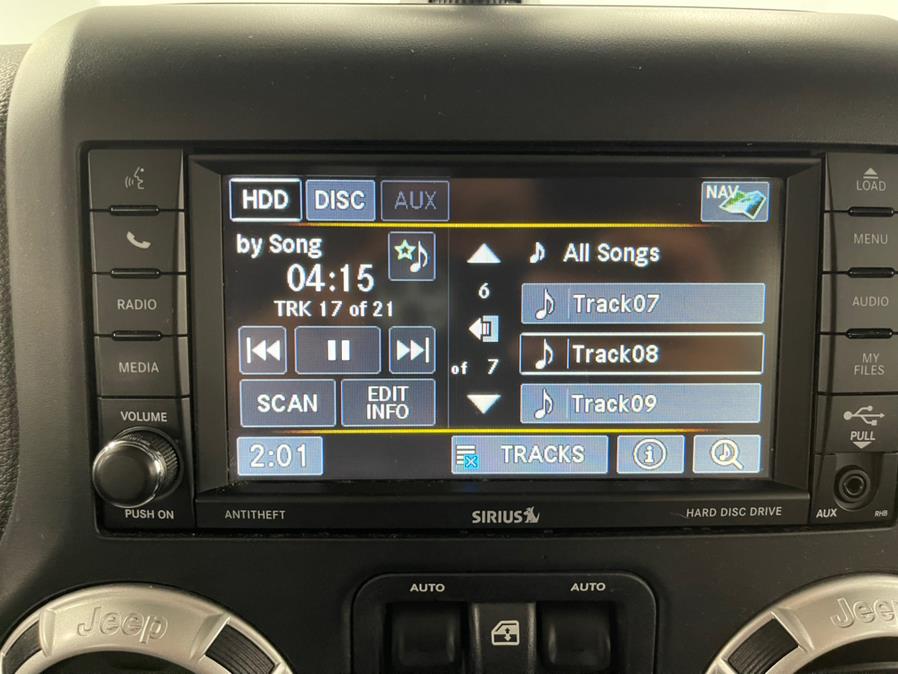 HDD DISC AUX NAV
by Song
04:15
TRK 17 of 21
SCAN EDIT INFO
6
of 7
All Songs
Track07
Track08
Track09
2:01 TRACKS
RADIO
MEDIA
VOLUME
PUSH ON
LOAD
MENU
AUDIO
MY FILES
PULL
AUX RHB
ANTITHEFT SIRIUS HARD DISC DRIVE
AUTO AUTO
Jeep Jeep